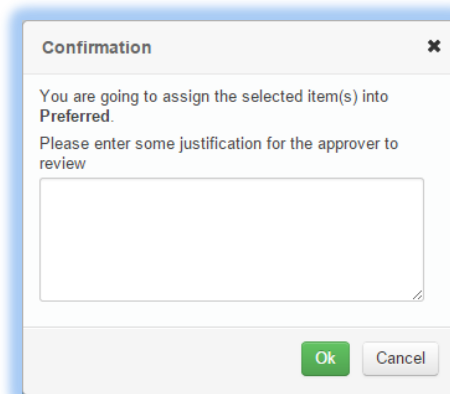 Confirmation
You are going to assign the selected item(s) into
Preferred.
Please enter some justification for the approver to
review
Ok
Cancel